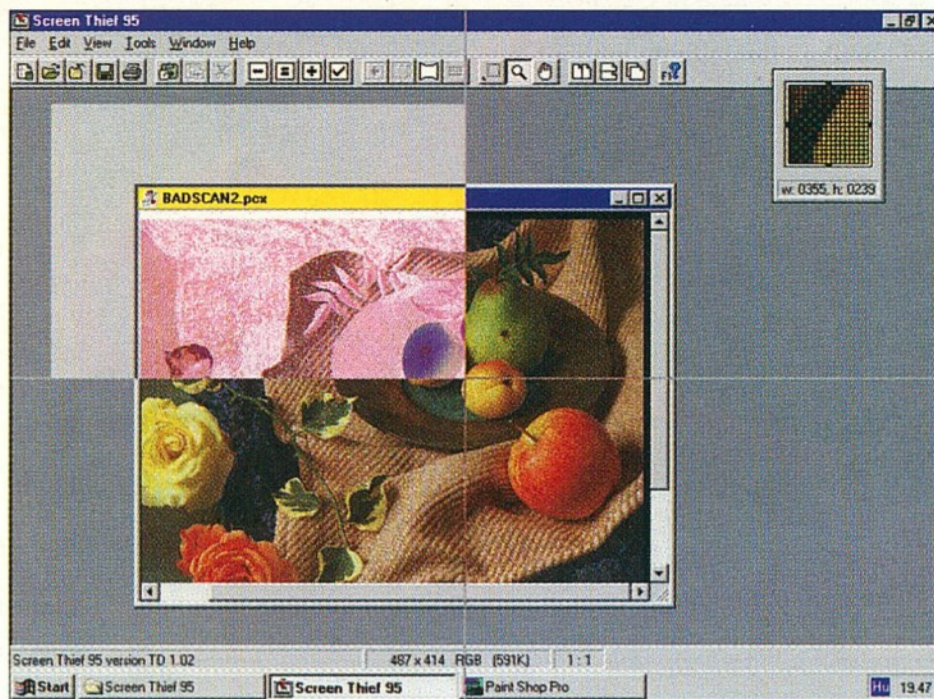 Screen Thief 95
File Edit View Tools Window Help
w: 0355, h: 0239
BADSCAN2.pcx
Screen Thief 95 version TD 1.02 487 x 414 RGB (591K) 1 : 1
Start Screen Thief 95 Screen Thief 95 Paint Shop Pro Hu 19.47